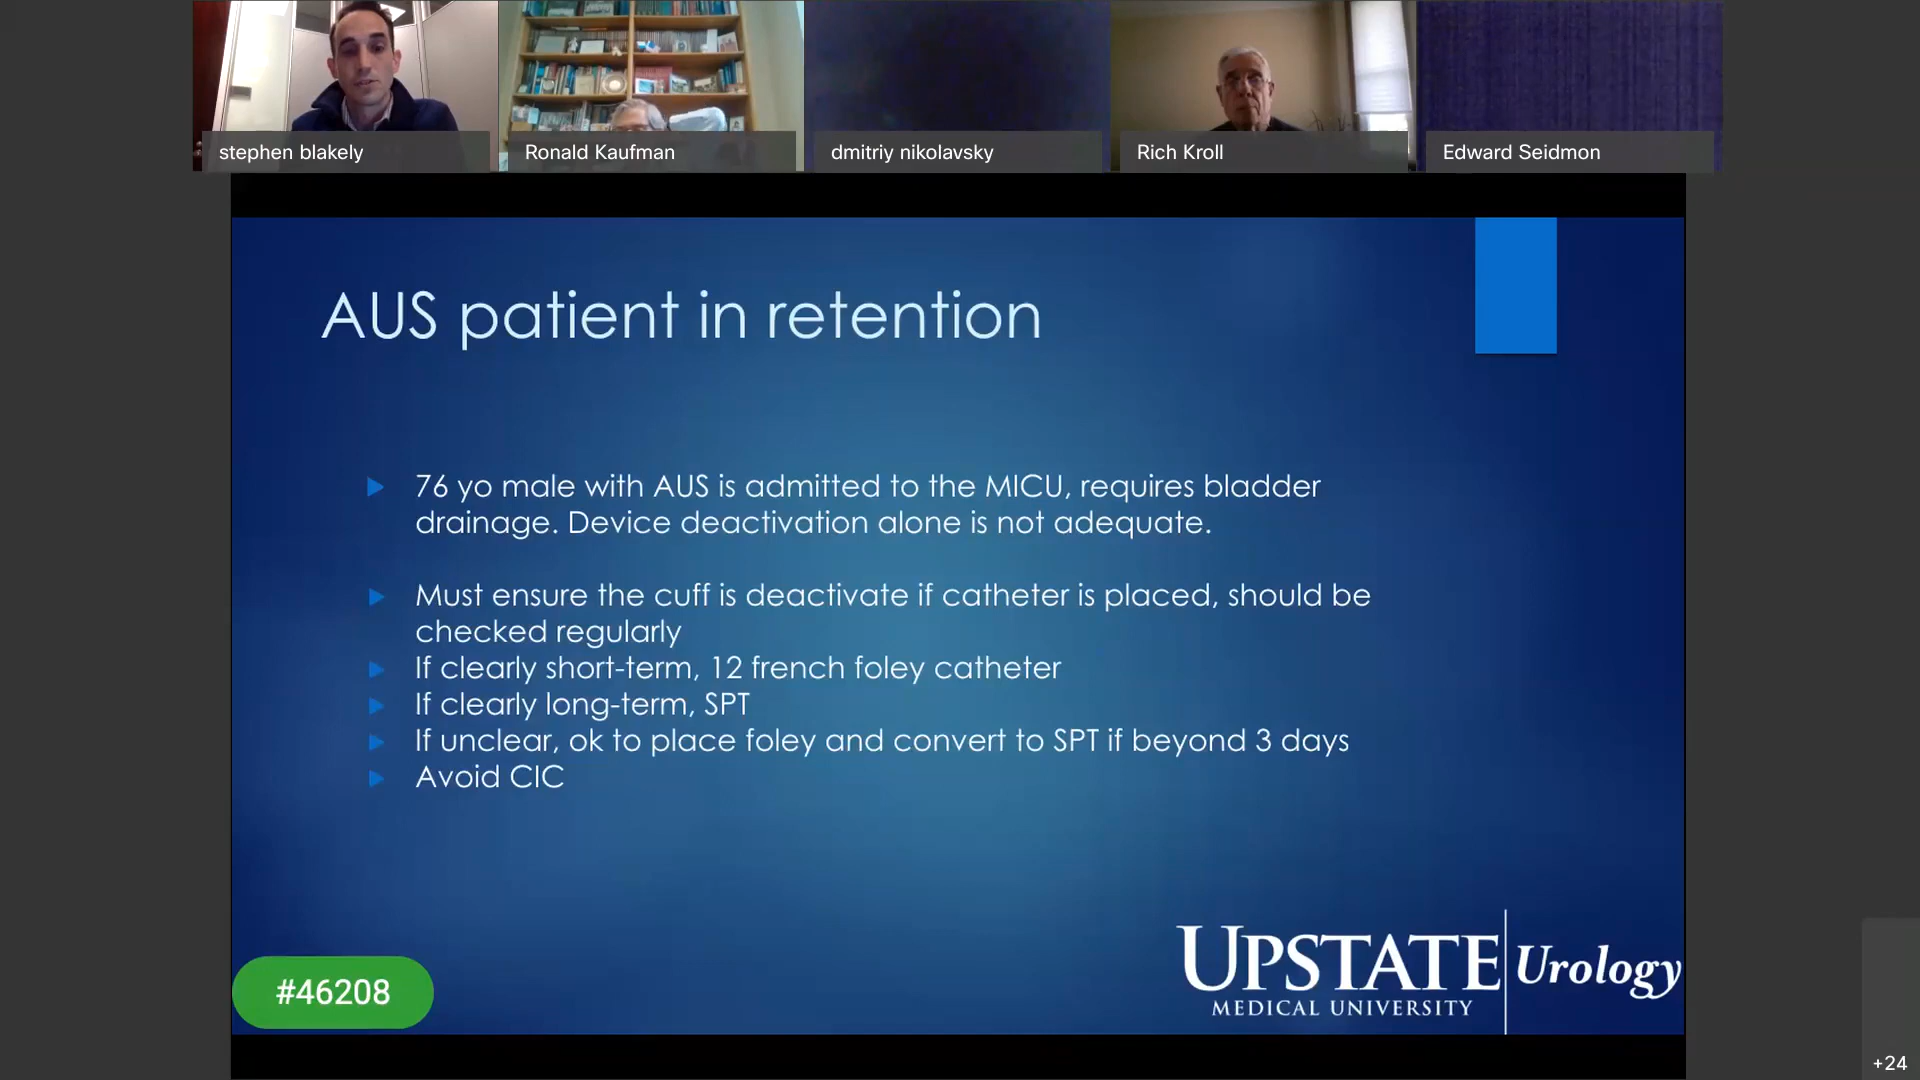 stephen blakely
Ronald Kaufman
dmitriy nikolavsky
Rich Kroll
Edward Seidmon
AUS patient in retention
76 yo male with AUS is admitted to the MICU, requires bladder
drainage. Device deactivation alone is not adequate.
Must ensure the cuff is deactivate if catheter is placed, should be
checked regularly
If clearly short-term, 12 french foley catheter
If clearly long-term, SPT
If unclear, ok to place foley and convert to SPT if beyond 3 days
Avoid CIC
#46208
UPSTATE
MEDICAL UNIVERSITY
Urology
+24